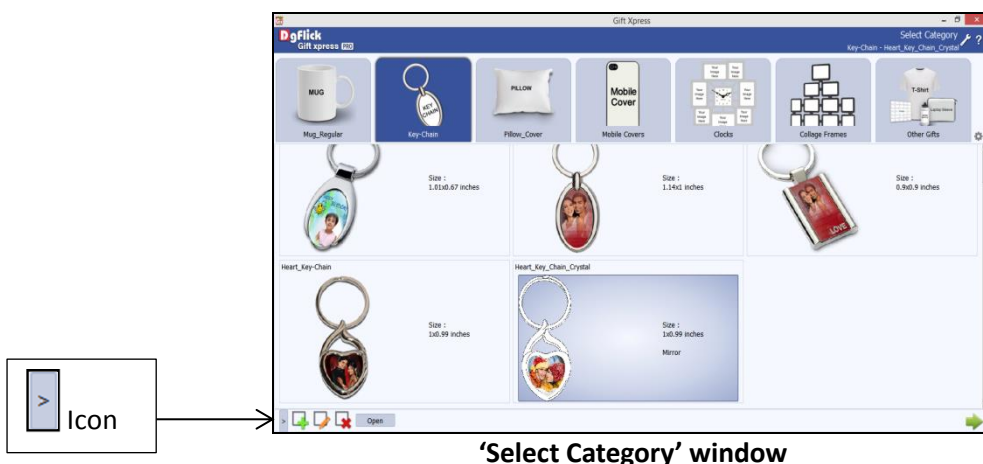 Gift Xpress
DgFlick
Gift xpress PRO
Select Category
Key-Chain - Heart_Key_Chain_Crystal
?
MUG
KEY CHAIN
PILLOW
Mobile
Cover
T-Shirt
Mug_Regular
Key-Chain
Pillow_Cover
Mobile Covers
Clocks
Collage Frames
Other Gifts
Size :
1.01x0.67 inches
Size :
1.14x1 inches
Size :
0.9x0.9 inches
LOVE
Heart_Key-Chain
Heart_Key_Chain_Crystal
Size :
1x0.99 inches
Size :
1x0.99 inches
Mirror
> Icon
> Open
‘Select Category’ window